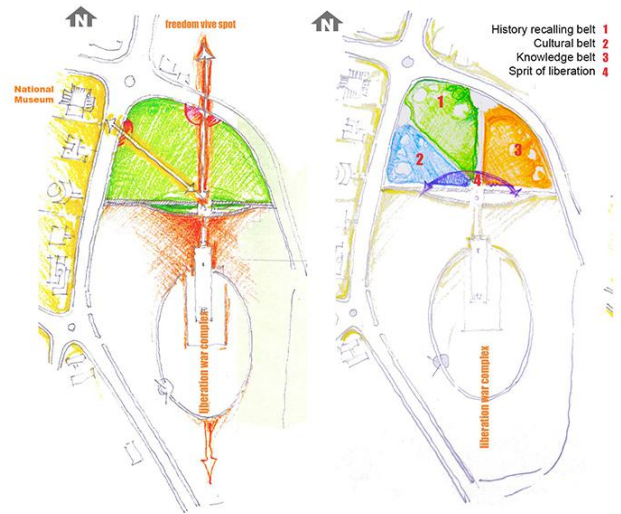 N
freedom vive spot
National
Museum
liberation war complex
N
History recalling belt 1
Cultural belt 2
Knowledge belt 3
Sprit of liberation 4
1
2
3
4
liberation war complex